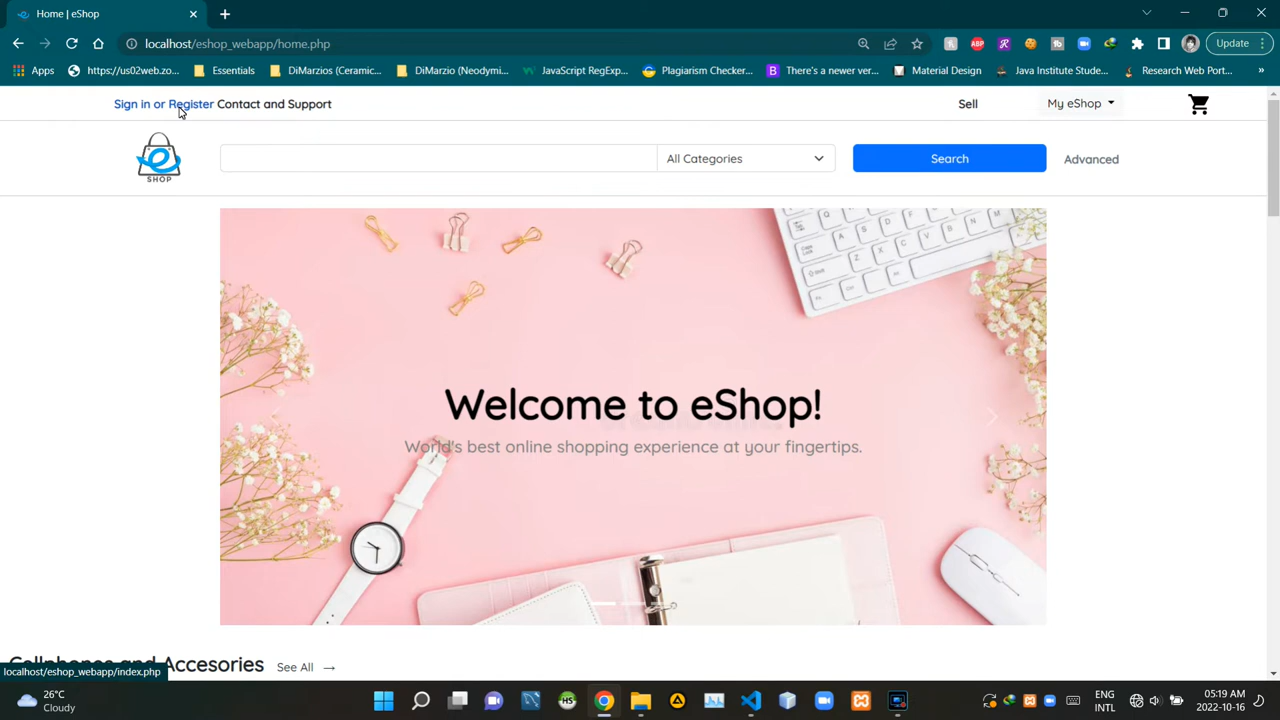 Home | eShop
localhost/eshop_webapp/home.php
Update
Apps
https://us02web.zo...
Essentials
DiMarzios (Ceramic...
DiMarzio (Neodymi...
JavaScript RegExp...
Plagiarism Checker...
There's a newer ver...
Material Design
Java Institute Stude...
Research Web Port...
»
Sign in or Register Contact and Support
Sell
My eShop
SHOP
All Categories
Search
Advanced
Welcome to eShop!
World's best online shopping experience at your fingertips.
Cellphones and Accesories
See All →
localhost/eshop_webapp/index.php
26°C
Cloudy
ENG
INTL
05:19 AM
2022-10-16